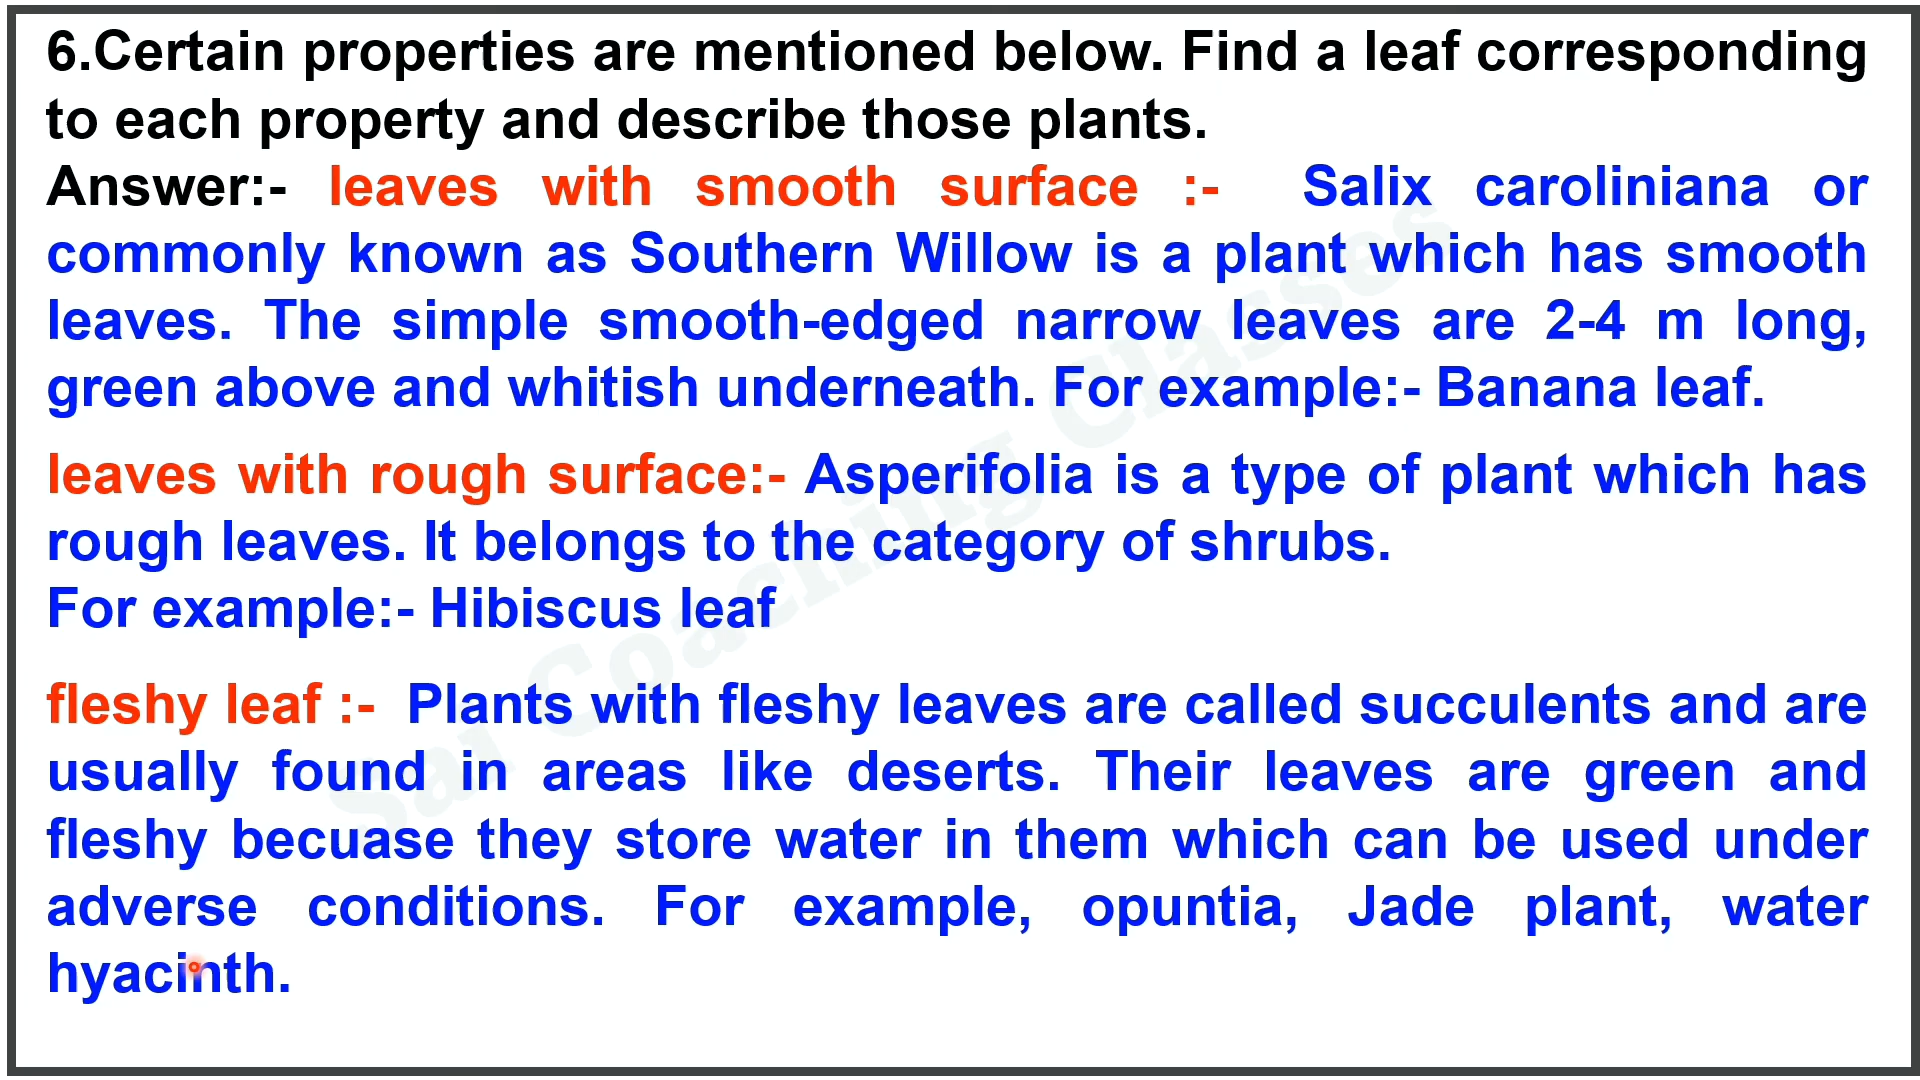 6.Certain properties are mentioned below. Find a leaf corresponding
to each property and describe those plants.
Answer:- leaves with smooth surface :- Salix caroliniana or
commonly known as Southern Willow is a plant which has smooth
leaves. The simple smooth-edged narrow leaves are 2-4 m long,
green above and whitish underneath. For example:- Banana leaf.
leaves with rough surface:- Asperifolia is a type of plant which has
rough leaves. It belongs to the category of shrubs.
For example:- Hibiscus leaf
fleshy leaf :- Plants with fleshy leaves are called succulents and are
usually found in areas like deserts. Their leaves are green and
fleshy becuase they store water in them which can be used under
adverse conditions. For example, opuntia, Jade plant, water
hyacinth.
Sai Coaching Classes